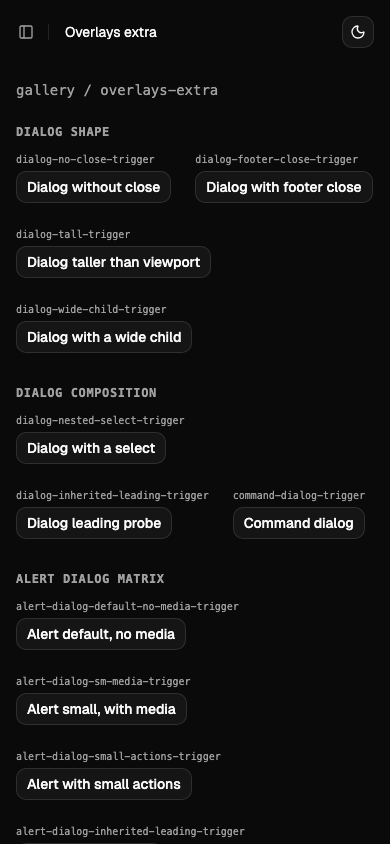 Overlays extra
gallery / overlays-extra
DIALOG SHAPE
dialog-no-close-trigger
Dialog without close
dialog-footer-close-trigger
Dialog with footer close
dialog-tall-trigger
Dialog taller than viewport
dialog-wide-child-trigger
Dialog with a wide child
DIALOG COMPOSITION
dialog-nested-select-trigger
Dialog with a select
dialog-inherited-leading-trigger
Dialog leading probe
command-dialog-trigger
Command dialog
ALERT DIALOG MATRIX
alert-dialog-default-no-media-trigger
Alert default, no media
alert-dialog-sm-media-trigger
Alert small, with media
alert-dialog-small-actions-trigger
Alert with small actions
alert-dialog-inherited-leading-trigger